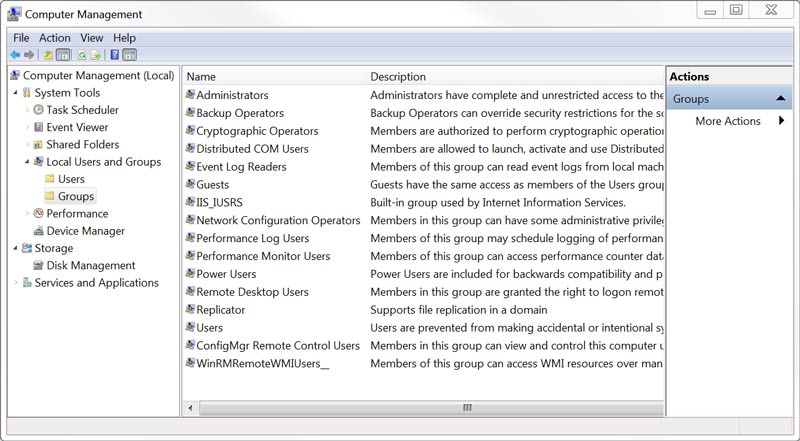 Computer Management
File Action View Help
Computer Management (Local)
System Tools
Task Scheduler
Event Viewer
Shared Folders
Local Users and Groups
Users
Groups
Performance
Device Manager
Storage
Disk Management
Services and Applications
Name Description
Administrators Administrators have complete and unrestricted access to the
Backup Operators Backup Operators can override security restrictions for the so
Cryptographic Operators Members are authorized to perform cryptographic operation
Distributed COM Users Members are allowed to launch, activate and use Distributed
Event Log Readers Members of this group can read event logs from local mach
Guests Guests have the same access as members of the Users group
IIS_IUSRS Built-in group used by Internet Information Services.
Network Configuration Operators Members in this group can have some administrative privileg
Performance Log Users Members of this group may schedule logging of performan
Performance Monitor Users Members of this group can access performance counter data
Power Users Power Users are included for backwards compatibility and p
Remote Desktop Users Members in this group are granted the right to logon remot
Replicator Supports file replication in a domain
Users Users are prevented from making accidental or intentional sy
ConfigMgr Remote Control Users Members in this group can view and control this computer u
WinRMRemoteWMIUsers__ Members of this group can access WMI resources over man
Actions
Groups
More Actions